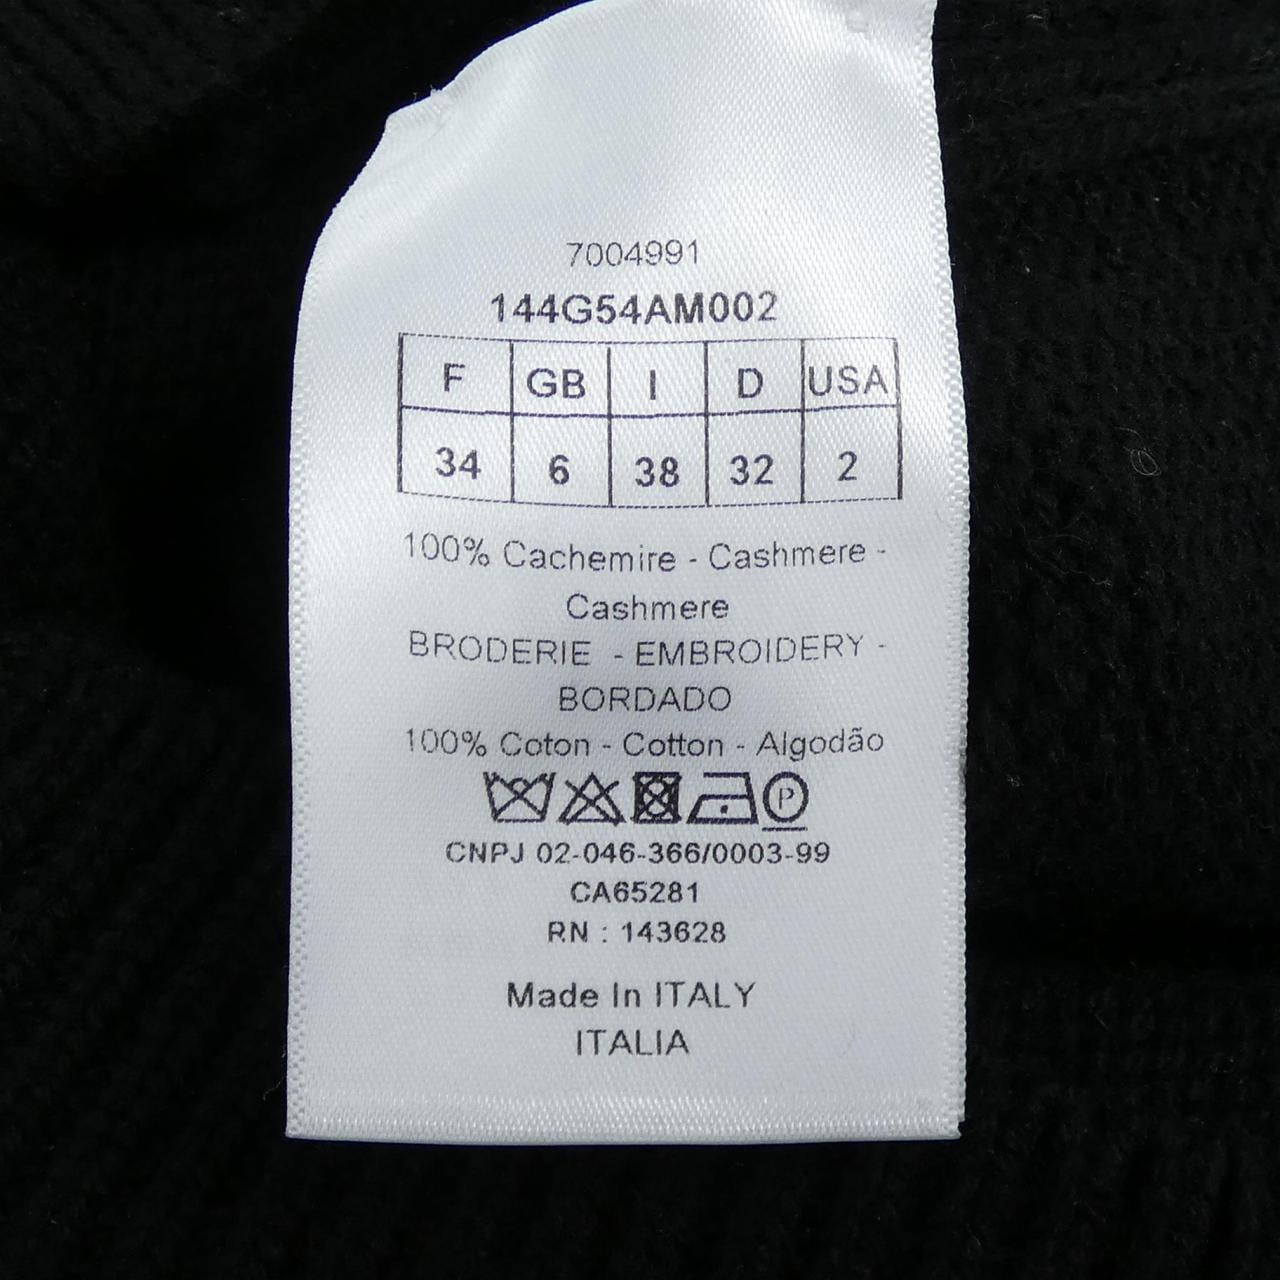 7004991
144G54AM002
F GB I D USA
34 6 38 32 2
100% Cachemire - Cashmere -
Cashmere
BRODERIE - EMBROIDERY -
BORDADO
100% Coton - Cotton - Algodão
P
CNPJ 02-046-366/0003-99
CA65281
RN : 143628
Made In ITALY
ITALIA